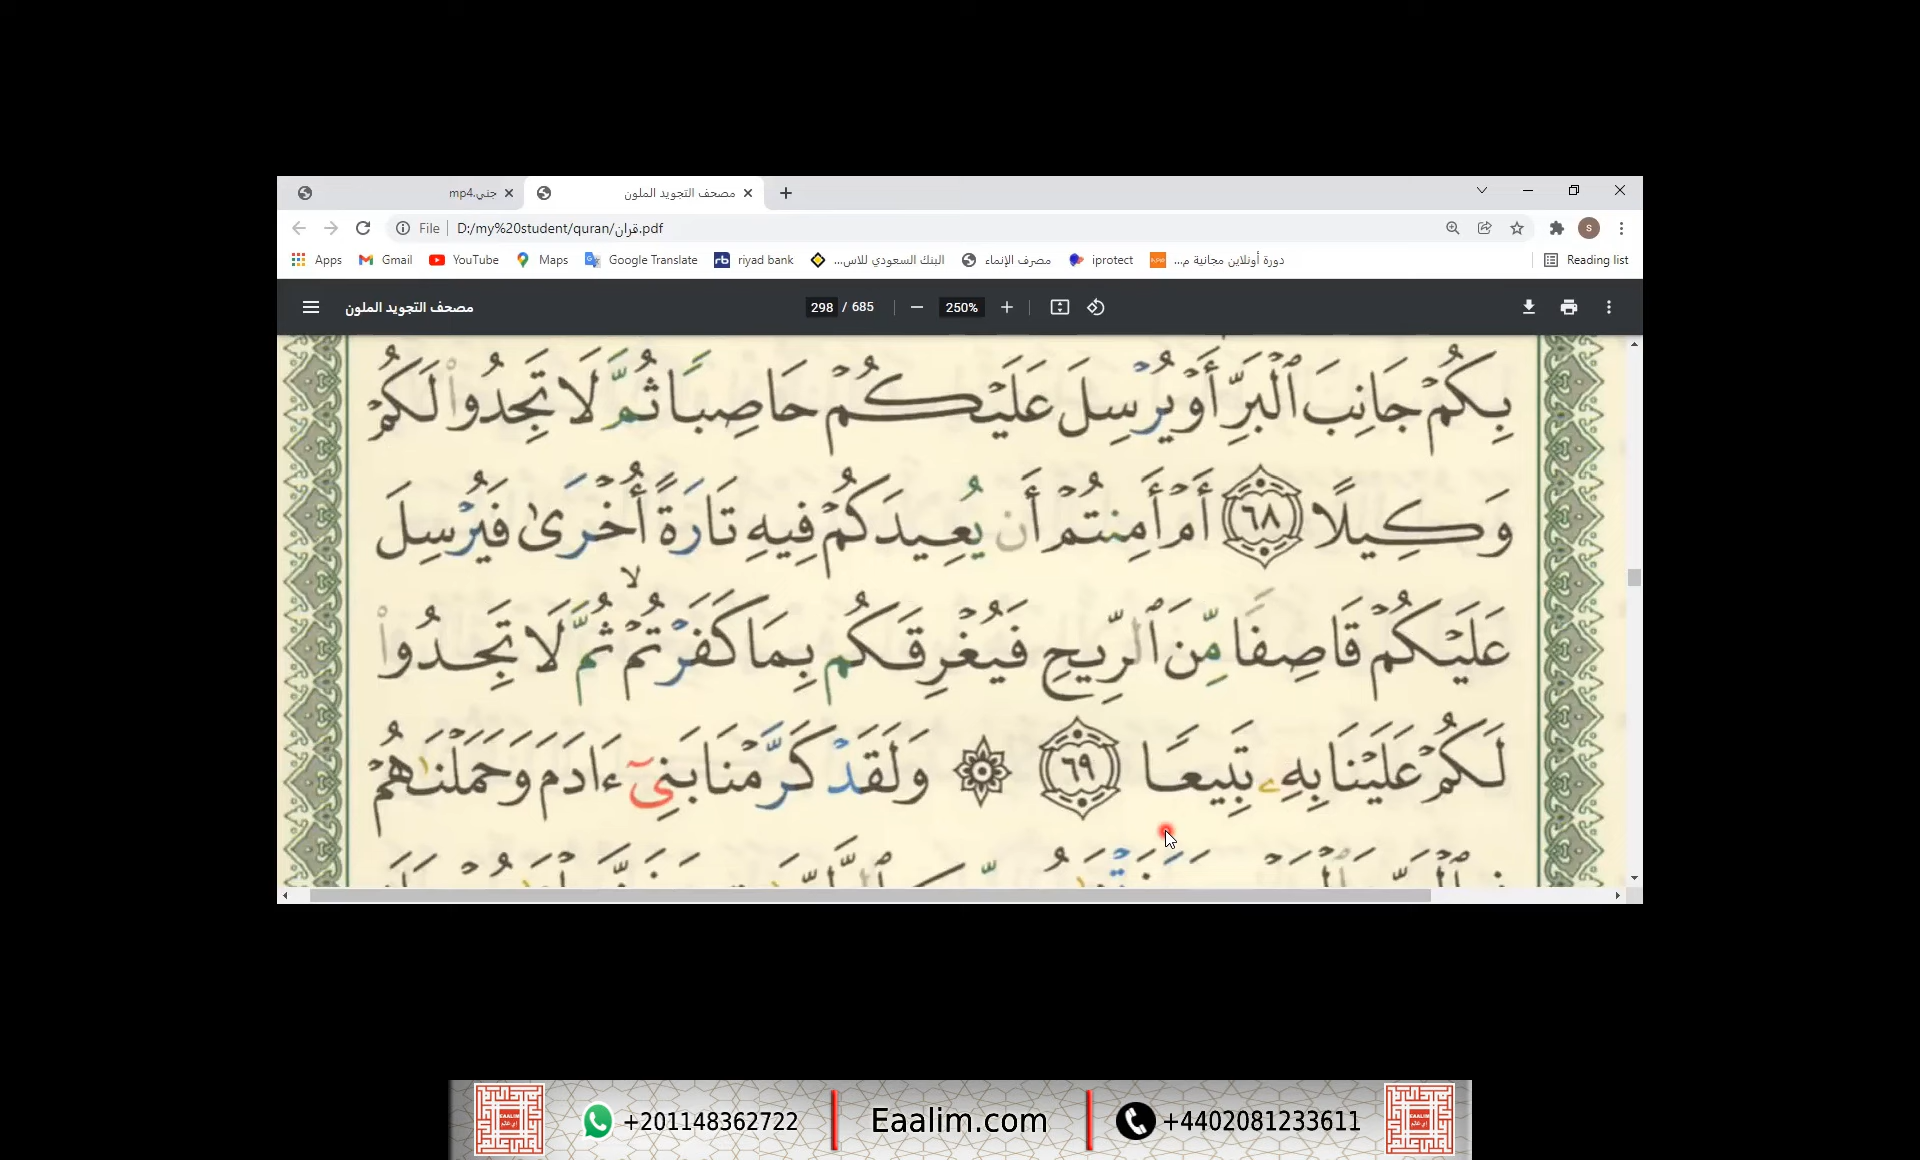 جني.mp4
مصحف التجويد الملون
File D:/my%20student/quran/قران.pdf
Apps Gmail YouTube Maps Google Translate riyad bank البنك السعودي للاس... مصرف الإنماء iprotect دورة أونلاين مجانية م... Reading list
مصحف التجويد الملون 298 / 685 250%
بِكُمۡ جَانِبَ ٱلۡبَرِّ أَوۡ يُرۡسِلَ عَلَيۡكُمۡ حَاصِبٗا ثُمَّ لَا تَجِدُواْ لَكُمۡ
وَكِيلًا ٦٨ أَمۡ أَمِنتُمۡ أَن يُعِيدَكُمۡ فِيهِ تَارَةً أُخۡرَىٰ فَيُرۡسِلَ
عَلَيۡكُمۡ قَاصِفٗا مِّنَ ٱلرِّيحِ فَيُغۡرِقَكُم بِمَا كَفَرۡتُمۡ ۙ ثُمَّ لَا تَجِدُواْ
لَكُمۡ عَلَيۡنَا بِهِۦ تَبِيعٗا ٦٩ ۞ وَلَقَدۡ كَرَّمۡنَا بَنِيٓ ءَادَمَ وَحَمَلۡنَٰهُمۡ
+201148362722 Eaalim.com +4402081233611